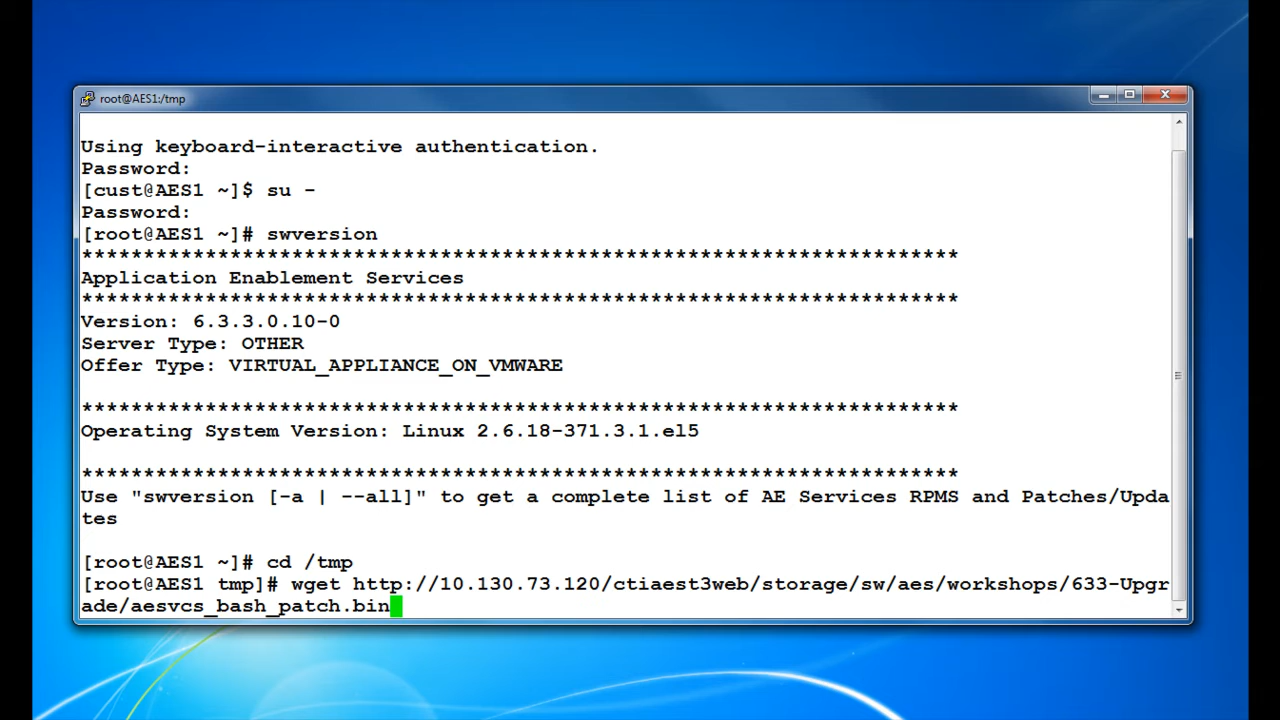 root@AES1:/tmp
Using keyboard-interactive authentication.
Password:
[cust@AES1 ~]$ su -
Password:
[root@AES1 ~]# swversion
***********************************************************************
Application Enablement Services
***********************************************************************
Version: 6.3.3.0.10-0
Server Type: OTHER
Offer Type: VIRTUAL_APPLIANCE_ON_VMWARE
***********************************************************************
Operating System Version: Linux 2.6.18-371.3.1.el5
***********************************************************************
Use "swversion [-a | --all]" to get a complete list of AE Services RPMS and Patches/Upda
tes
[root@AES1 ~]# cd /tmp
[root@AES1 tmp]# wget http://10.130.73.120/ctiaest3web/storage/sw/aes/workshops/633-Upgr
ade/aesvcs_bash_patch.bin